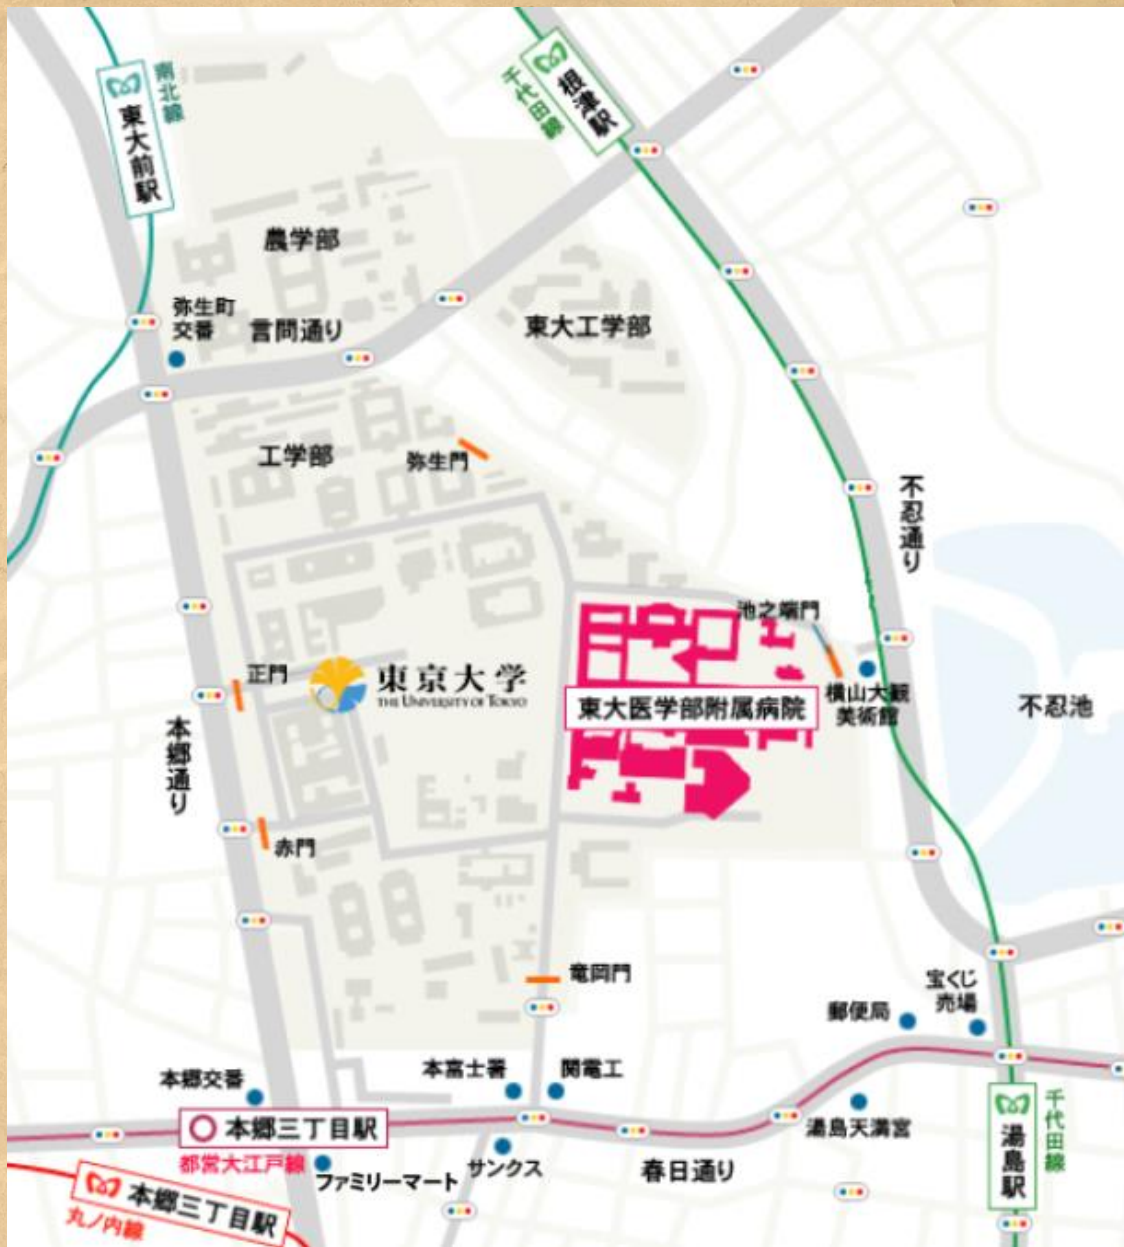 南北線
東大前駅
千代田線
根津駅
農学部
弥生町
交番
言問通り
東大工学部
工学部
弥生門
不忍通り
池之端門
正門
東京大学
THE UNIVERSITY OF TOKYO
東大医学部附属病院
横山大観
美術館
不忍池
本郷通り
赤門
竜岡門
宝くじ
売場
郵便局
本富士署
関電工
本郷交番
本郷三丁目駅
都営大江戸線
湯島天満宮
千代田線
湯島駅
ファミリーマート
サンクス
春日通り
本郷三丁目駅
丸ノ内線